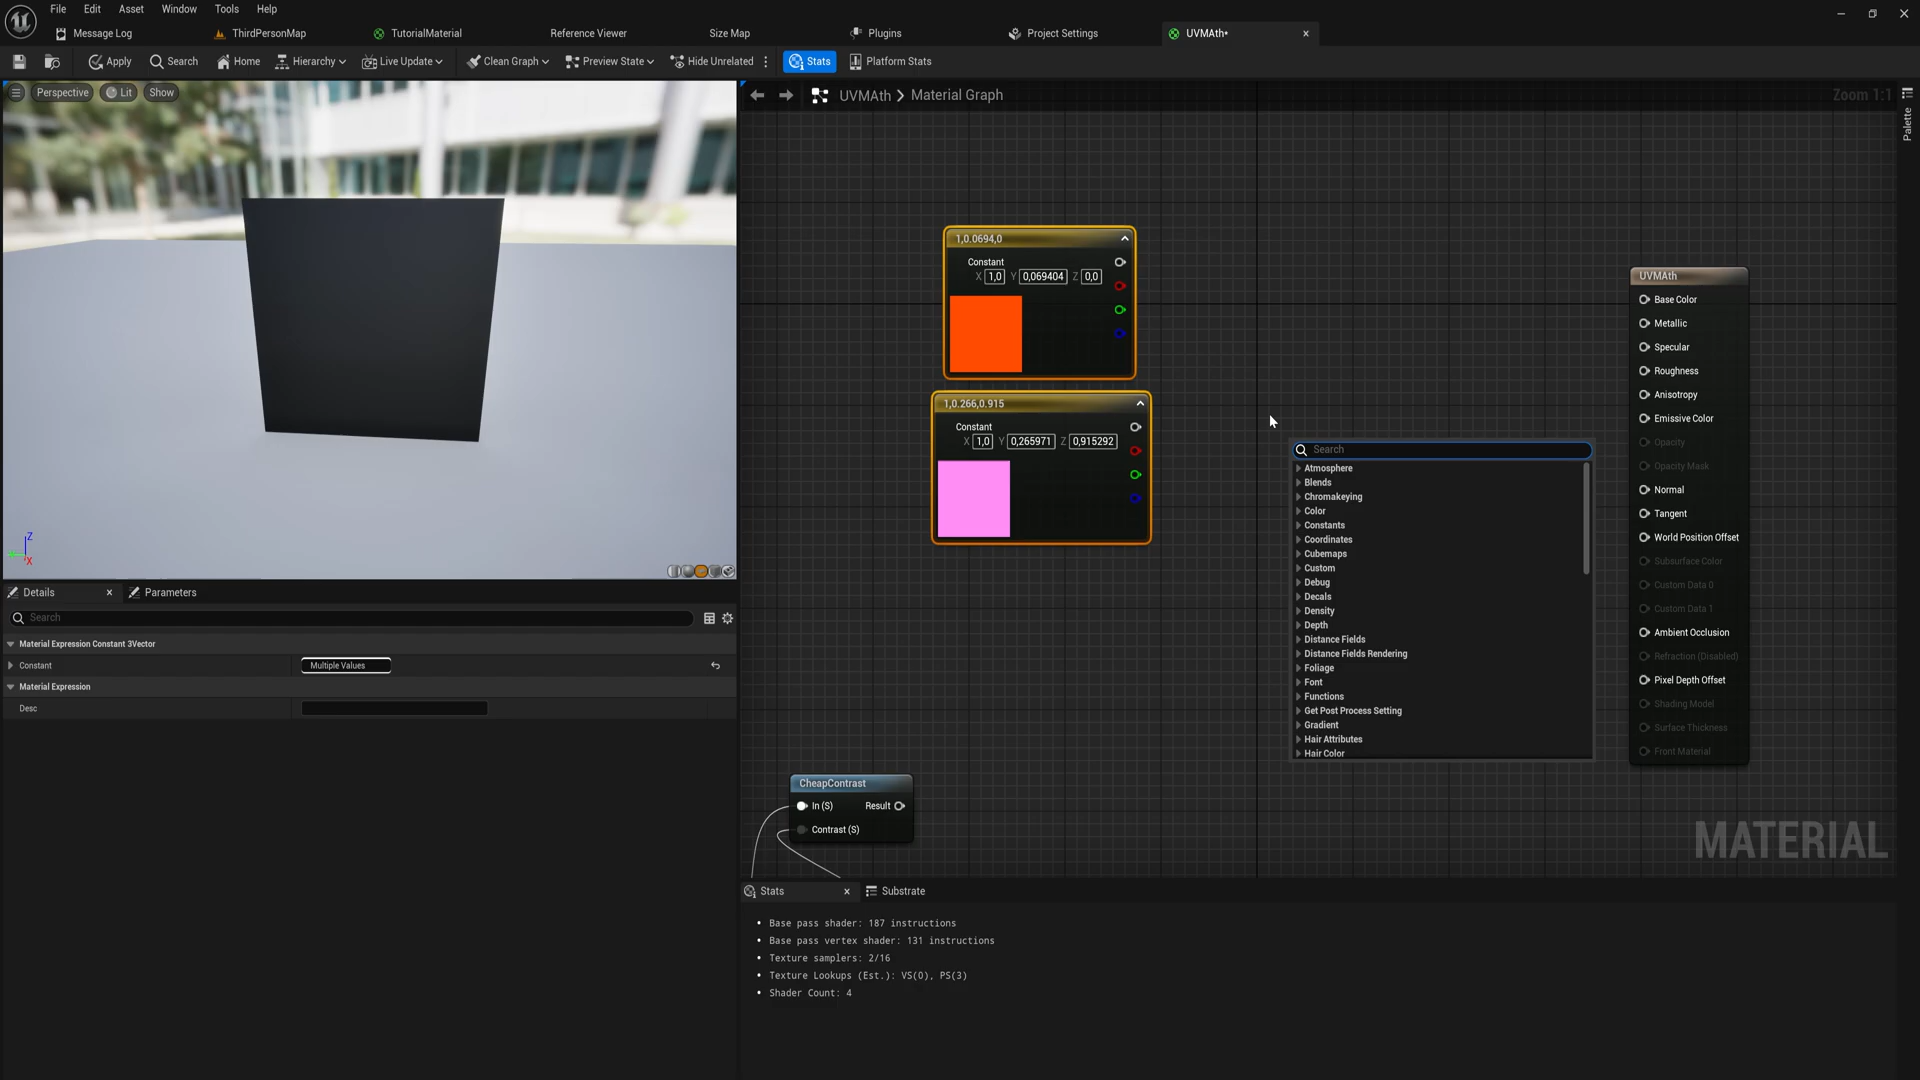 File Edit Asset Window Tools Help
Message Log ThirdPersonMap TutorialMaterial Reference Viewer Size Map Plugins Project Settings UVMAth•
Apply Search Home Hierarchy Live Update Clean Graph Preview State Hide Unrelated Stats Platform Stats
Perspective Lit Show
UVMAth Material Graph
Zoom 1:1
Palette
1,0.0694,0
Constant
X 1,0 Y 0,069404 Z 0,0
1,0.266,0.915
Constant
X 1,0 Y 0,265971 Z 0,915292
Search
Atmosphere
Blends
Chromakeying
Color
Constants
Coordinates
Cubemaps
Custom
Debug
Decals
Density
Depth
Distance Fields
Distance Fields Rendering
Foliage
Font
Functions
Get Post Process Setting
Gradient
Hair Attributes
Hair Color
UVMAth
Base Color
Metallic
Specular
Roughness
Anisotropy
Emissive Color
Opacity
Opacity Mask
Normal
Tangent
World Position Offset
Subsurface Color
Custom Data 0
Custom Data 1
Ambient Occlusion
Refraction (Disabled)
Pixel Depth Offset
Shading Model
Surface Thickness
Front Material
MATERIAL
CheapContrast
In (S) Result
Contrast (S)
Z
X
Details Parameters
Search
Material Expression Constant 3Vector
Constant Multiple Values
Material Expression
Desc
Stats Substrate
• Base pass shader: 187 instructions
• Base pass vertex shader: 131 instructions
• Texture samplers: 2/16
• Texture Lookups (Est.): VS(0), PS(3)
• Shader Count: 4